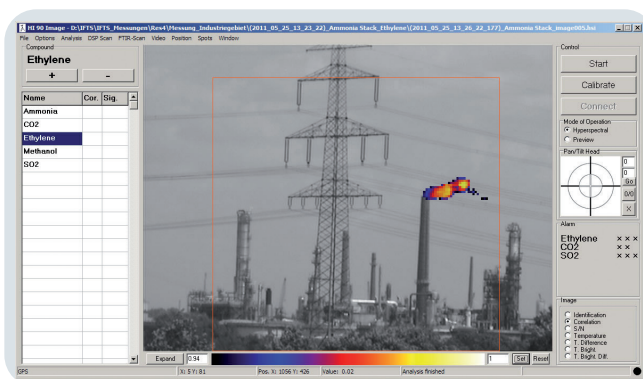 HI 90 Image - D:\IFTS\IFTS_Messungen\Res4\Messung_Industriegebiet\(2011_05_25_13_23_22)_Ammonia Stack_Ethylene\(2011_05_25_13_26_22_177)_Ammonia Stack_image005.ini
File Options Analysis DSP Scan FTIR-Scan Video Position Spots Window
Compound
Ethylene
+ -
Name Cor. Sig.
Ammonia
CO2
Ethylene
Methanol
SO2
Control
Start
Calibrate
Connect
Mode of Operation
Hyperspectral
Preview
Pan/Tilt Head
0
0
Go
0/0
X
Alarm
Ethylene × × ×
CO2 × ×
SO2 × × ×
Image
Identification
Correlation
S/N
Temperature
T. Difference
T. Bright.
T. Bright. Diff.
Expand 0.94 1 Set Reset
GPS X: 5 Y: 81 Pos. X: 1056 Y: 426 Value: 0.02 Analysis finished